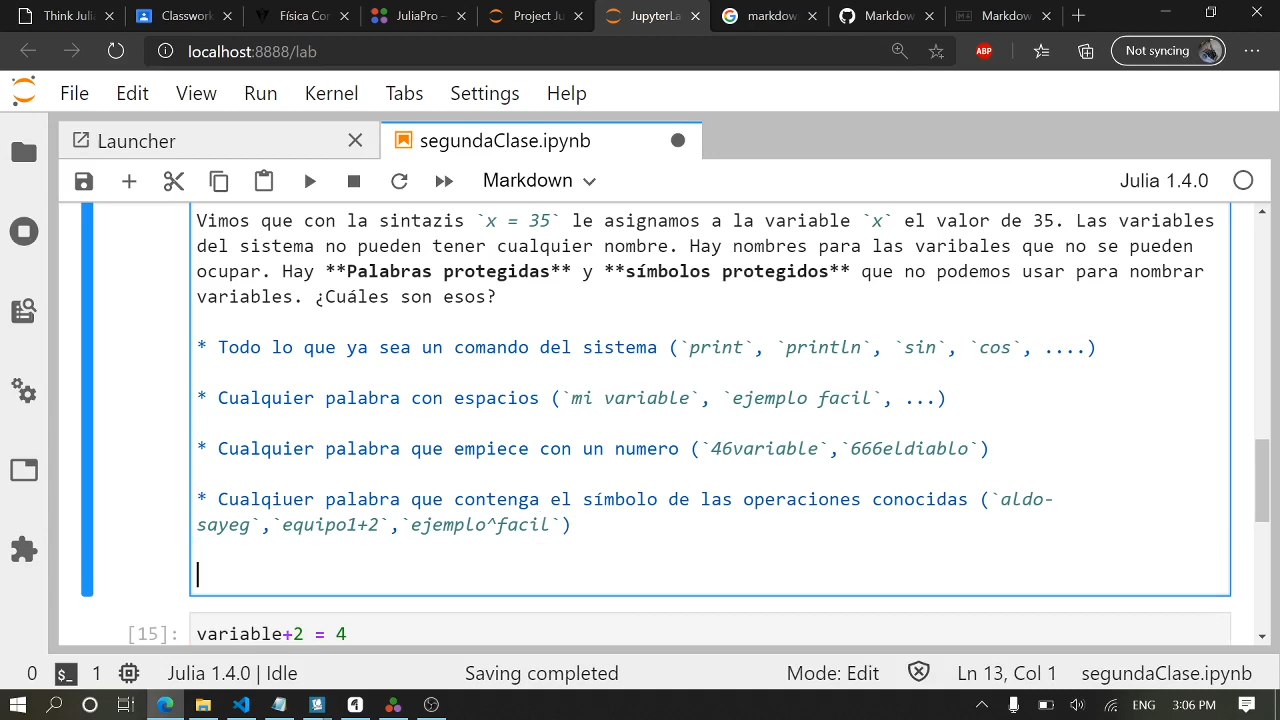 Think Juli
Classwork
Física Cor
JuliaPro –
Project Ju
JupyterLa
markdow
Markdow
Markdow
localhost:8888/lab
ABP
Not syncing
File Edit View Run Kernel Tabs Settings Help
Launcher
segundaClase.ipynb
Markdown
Julia 1.4.0
Vimos que con la sintazis `x = 35` le asignamos a la variable `x` el valor de 35. Las variables
del sistema no pueden tener cualquier nombre. Hay nombres para las varibales que no se pueden
ocupar. Hay **Palabras protegidas** y **símbolos protegidos** que no podemos usar para nombrar
variables. ¿Cuáles son esos?
* Todo lo que ya sea un comando del sistema (`print`, `println`, `sin`, `cos`, ....)
* Cualquier palabra con espacios (`mi variable`, `ejemplo facil`, ...)
* Cualquier palabra que empiece con un numero (`46variable`,`666eldiablo`)
* Cualqiuer palabra que contenga el símbolo de las operaciones conocidas (`aldo-
sayeg`,`equipo1+2`,`ejemplo^facil`)
[15]: variable+2 = 4
0 $_ 1 Julia 1.4.0 | Idle Saving completed Mode: Edit Ln 13, Col 1 segundaClase.ipynb
ENG 3:06 PM